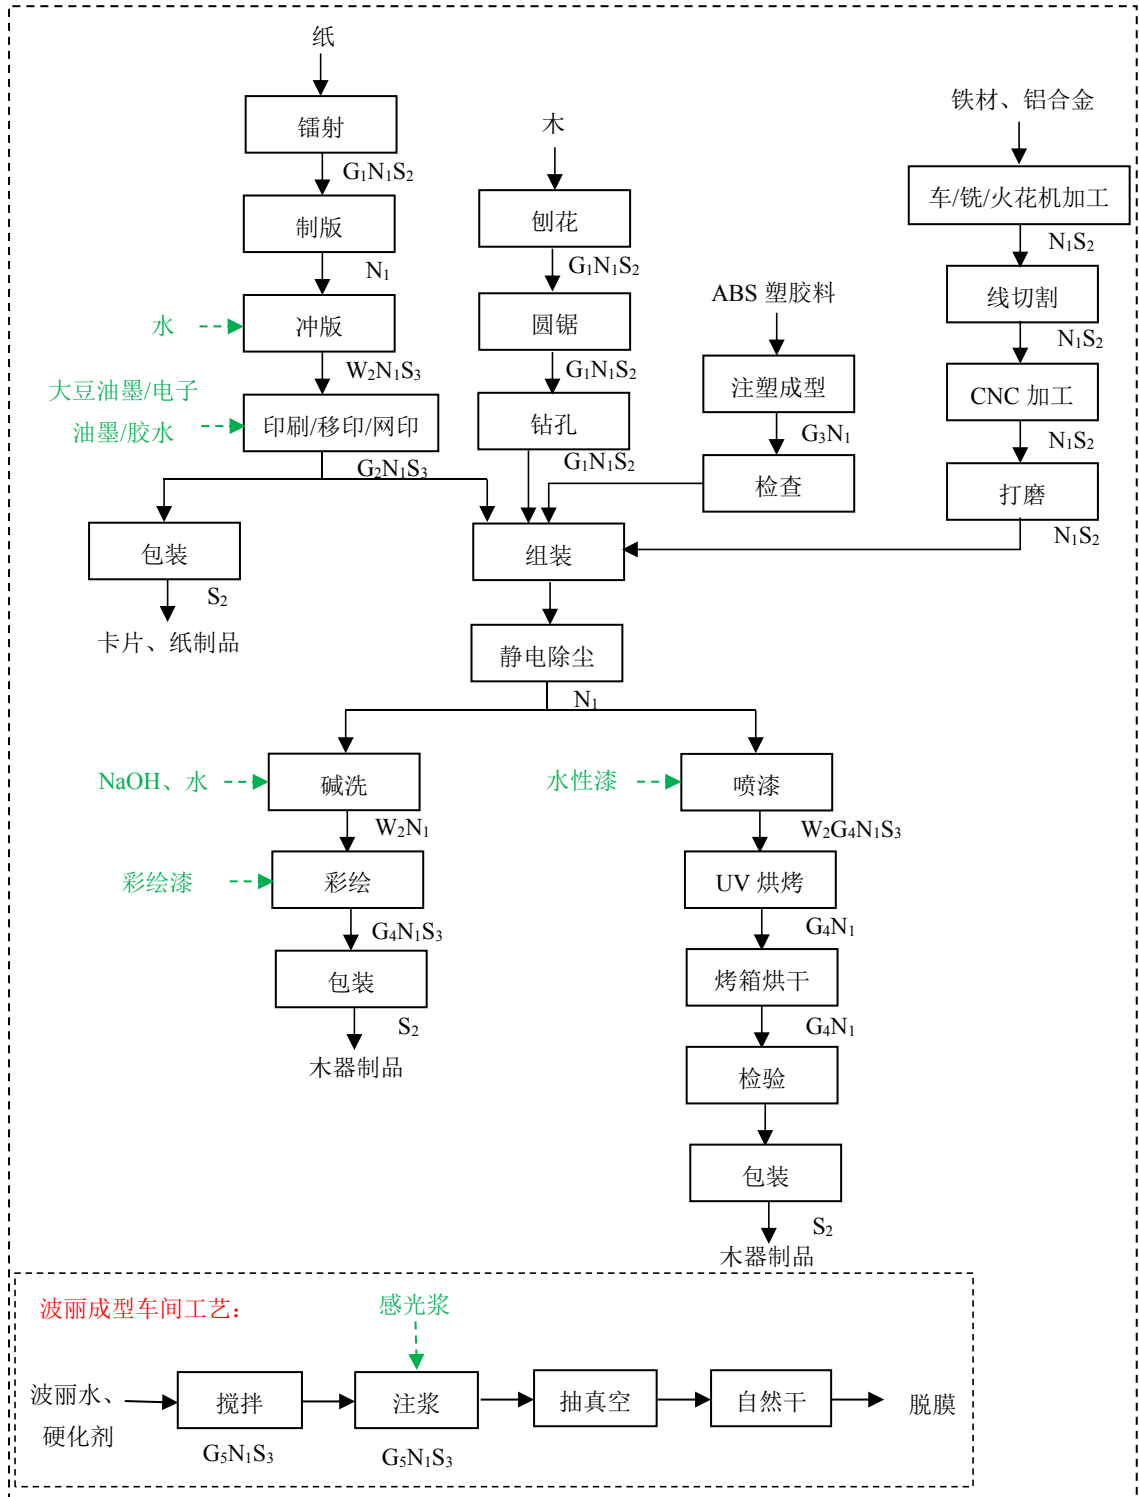 纸
镭射
G₁N₁S₂
制版
N₁
水
冲版
W₂N₁S₃
大豆油墨/电子
油墨/胶水
印刷/移印/网印
G₂N₁S₃
包装
S₂
卡片、纸制品
木
刨花
G₁N₁S₂
圆锯
G₁N₁S₂
钻孔
G₁N₁S₂
ABS 塑胶料
注塑成型
G₃N₁
检查
铁材、铝合金
车/铣/火花机加工
N₁S₂
线切割
N₁S₂
CNC 加工
N₁S₂
打磨
N₁S₂
组装
静电除尘
N₁
NaOH、水
碱洗
W₂N₁
彩绘漆
彩绘
G₄N₁S₃
包装
S₂
木器制品
水性漆
喷漆
W₂G₄N₁S₃
UV 烘烤
G₄N₁
烤箱烘干
G₄N₁
检验
包装
S₂
木器制品
波丽成型车间工艺：
感光浆
波丽水、
硬化剂
搅拌
G₅N₁S₃
注浆
G₅N₁S₃
抽真空
自然干
脱膜